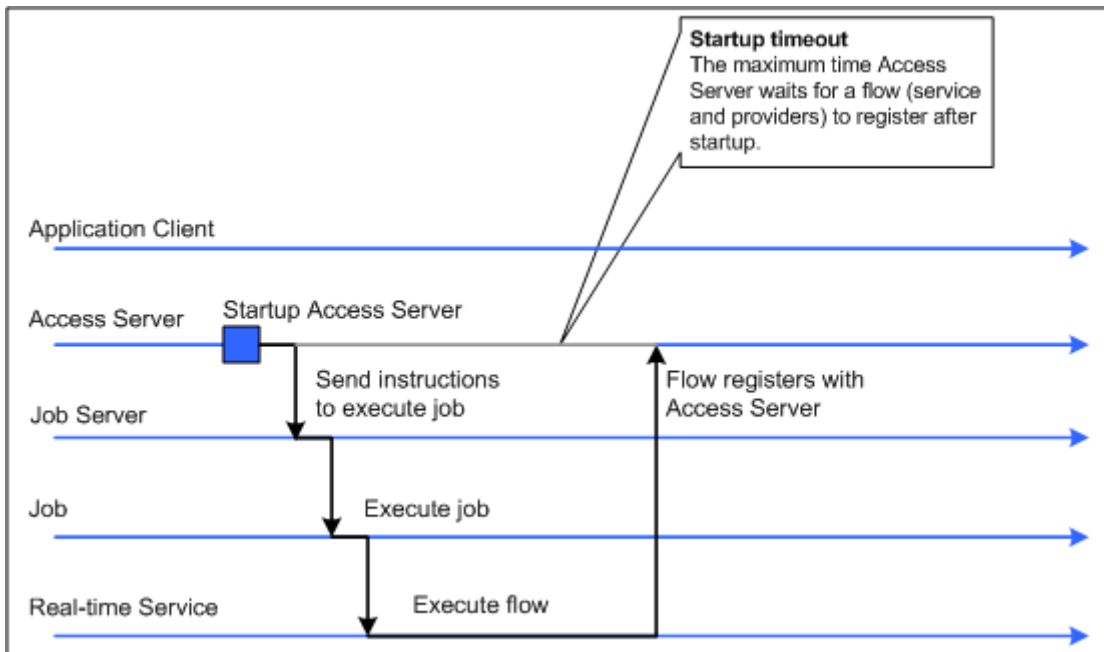 Startup timeout
The maximum time Access
Server waits for a flow (service
and providers) to register after
startup.
Application Client
Startup Access Server
Access Server
Send instructions
to execute job
Flow registers with
Access Server
Job Server
Job
Execute job
Real-time Service
Execute flow